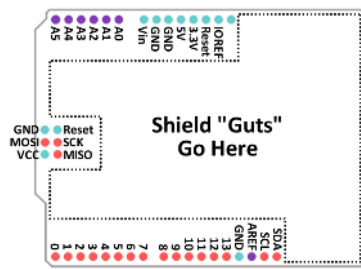 A5 A4 A3 A2 A1 A0 Vin GND GND 5V 3.3V Reset IOREF
Shield "Guts"
Go Here
GND Reset
MOSI SCK
VCC MISO
0 1 2 3 4 5 6 7 8 9 10 11 12 13 GND AREF SCL SDA